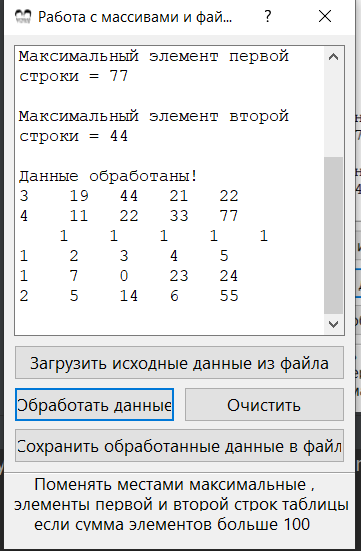 Работа с массивами и фай...
Максимальный элемент первой
строки = 77
Максимальный элемент второй
строки = 44
Данные обработаны!
3 19 44 21 22
4 11 22 33 77
1 1 1 1 1
1 2 3 4 5
1 7 0 23 24
2 5 14 6 55
Загрузить исходные данные из файла
Обработать данные
Очистить
Сохранить обработанные данные в файл
Поменять местами максимальные ,
элементы первой и второй строк таблицы
если сумма элементов больше 100